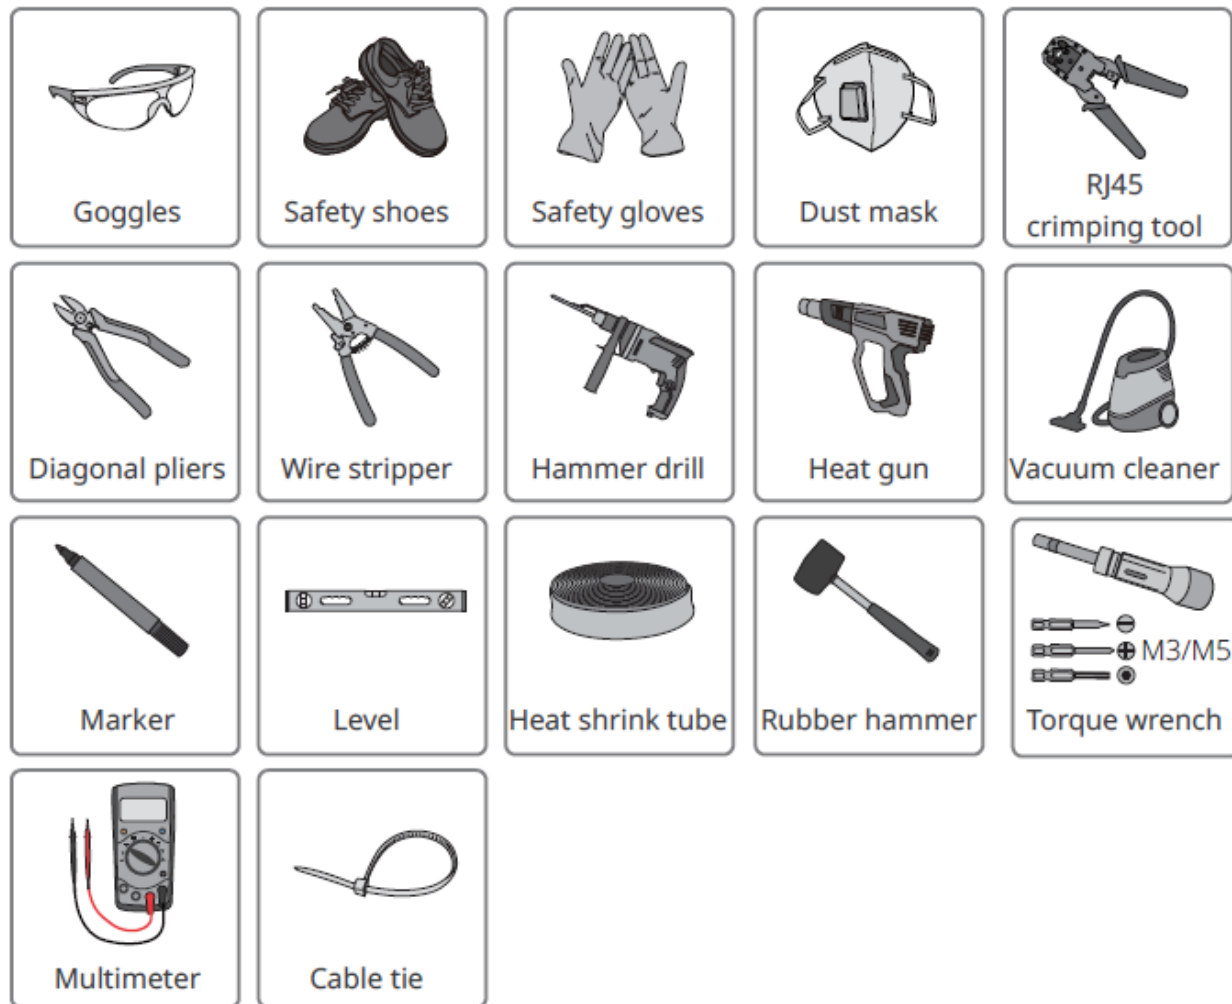 Goggles
Safety shoes
Safety gloves
Dust mask
RJ45
crimping tool
Diagonal pliers
Wire stripper
Hammer drill
Heat gun
Vacuum cleaner
Marker
Level
Heat shrink tube
Rubber hammer
M3/M5
Torque wrench
Multimeter
Cable tie